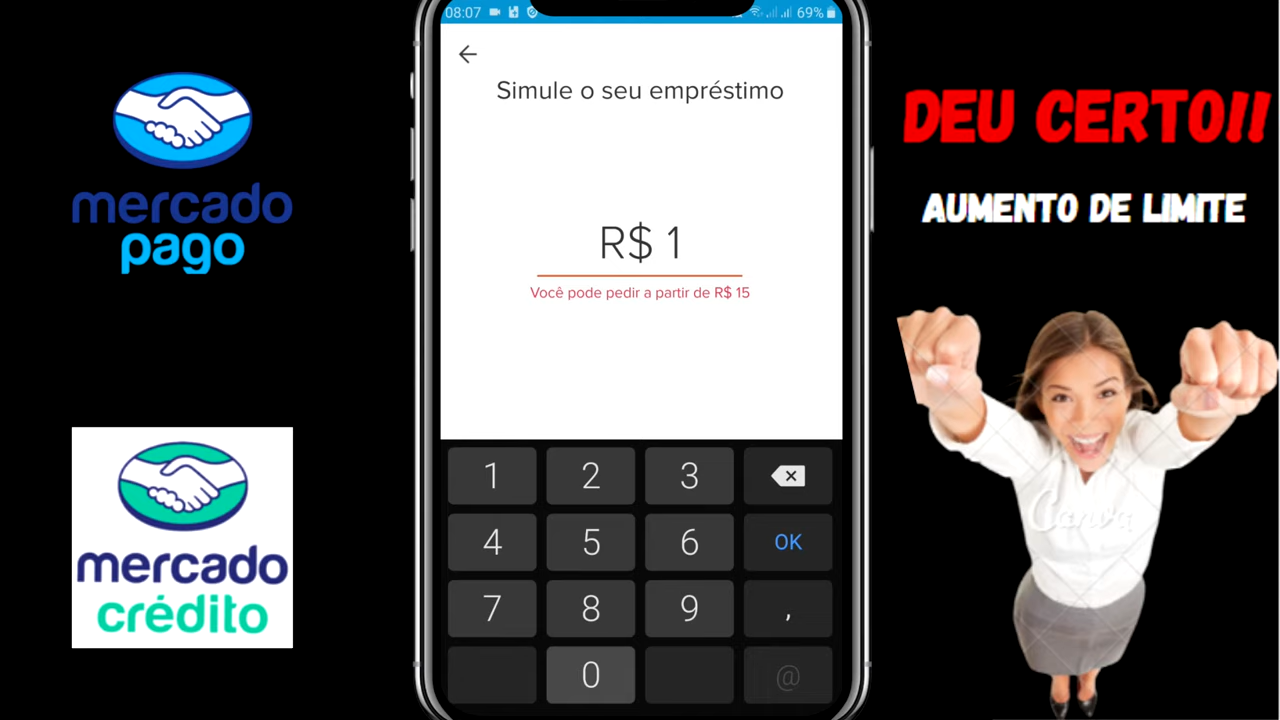 mercado
pago
mercado
crédito
08:07
69%
Simule o seu empréstimo
R$ 1
Você pode pedir a partir de R$ 15
1 2 3
4 5 6 OK
7 8 9 ,
0 @
DEU CERTO!!
AUMENTO DE LIMITE
Canva